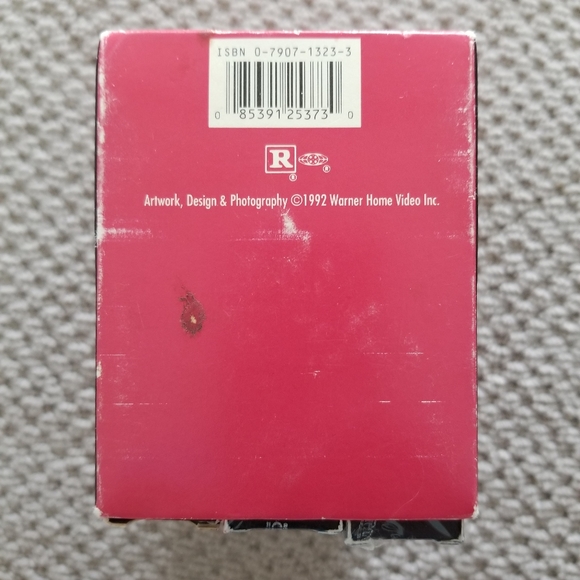 ISBN 0-7907-1323-3
0 85391 25373 0
R
®
®
Artwork, Design & Photography ©1992 Warner Home Video Inc.